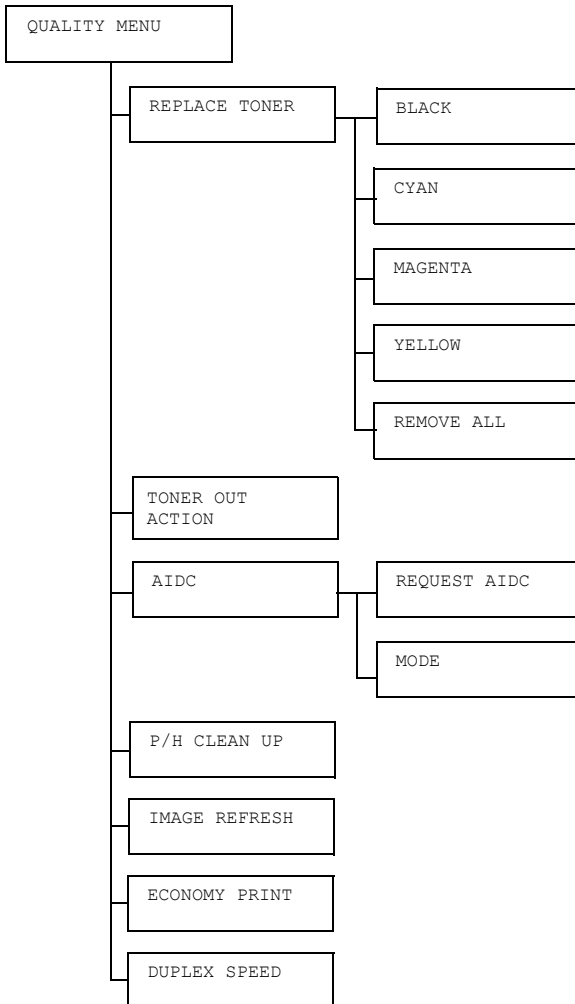 QUALITY MENU
REPLACE TONER
BLACK
CYAN
MAGENTA
YELLOW
REMOVE ALL
TONER OUT
ACTION
AIDC
REQUEST AIDC
MODE
P/H CLEAN UP
IMAGE REFRESH
ECONOMY PRINT
DUPLEX SPEED